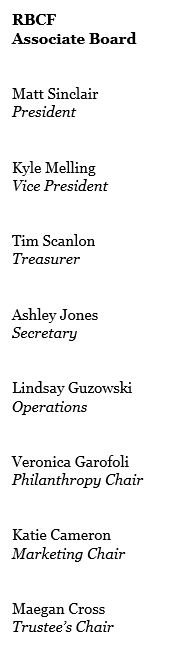 RBCF
Associate Board
Matt Sinclair
President
Kyle Melling
Vice President
Tim Scanlon
Treasurer
Ashley Jones
Secretary
Lindsay Guzowski
Operations
Veronica Garofoli
Philanthropy Chair
Katie Cameron
Marketing Chair
Maegan Cross
Trustee’s Chair